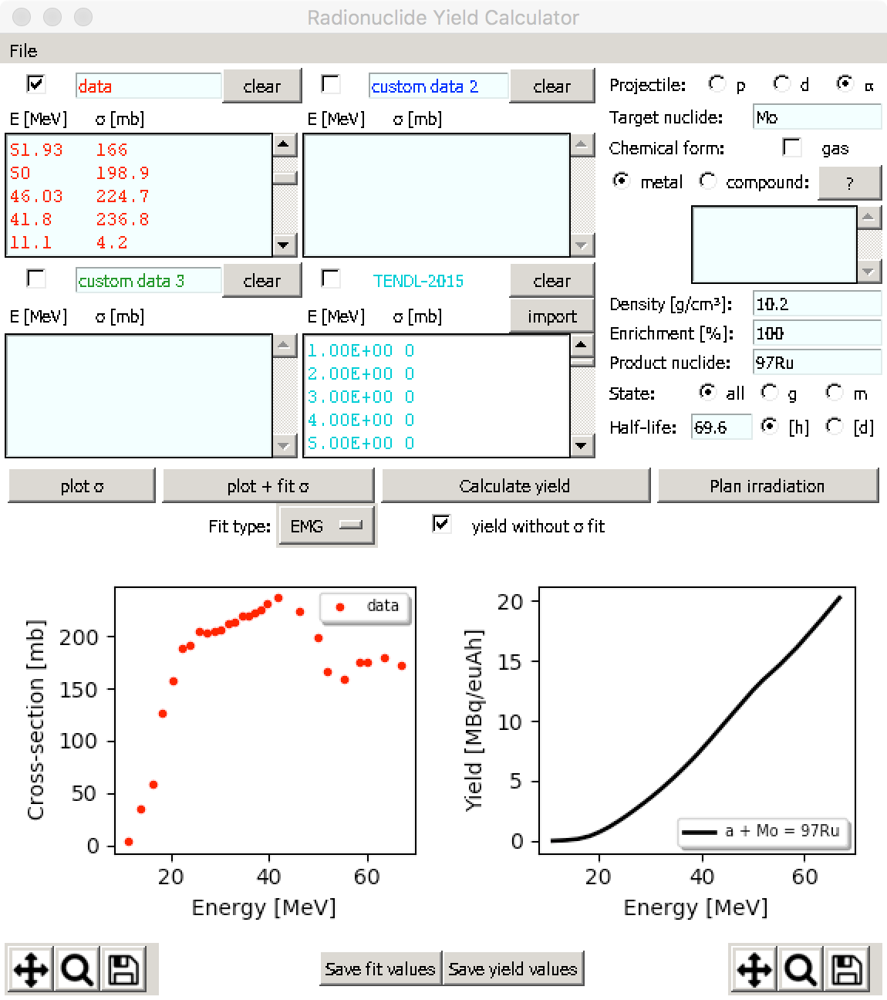 Radionuclide Yield Calculator
File
data clear custom data 2 clear
E [MeV] σ [mb] E [MeV] σ [mb]
51.93 166
50 198.9
46.03 224.7
41.8 236.8
11.1 4.2
custom data 3 clear TENDL-2015 clear
E [MeV] σ [mb] E [MeV] σ [mb] import
1.00E+00 0
2.00E+00 0
3.00E+00 0
4.00E+00 0
5.00E+00 0
Projectile: p d α
Target nuclide: Mo
Chemical form: gas
metal compound: ?
Density [g/cm³]: 10.2
Enrichment [%]: 100
Product nuclide: 97Ru
State: all g m
Half-life: 69.6 [h] [d]
plot σ plot + fit σ Calculate yield Plan irradiation
Fit type: EMG yield without σ fit
Cross-section [mb]
200
150
100
50
0
20 40 60
Energy [MeV]
data
Yield [MBq/euAh]
20
15
10
5
0
20 40 60
Energy [MeV]
a + Mo = 97Ru
Save fit values Save yield values